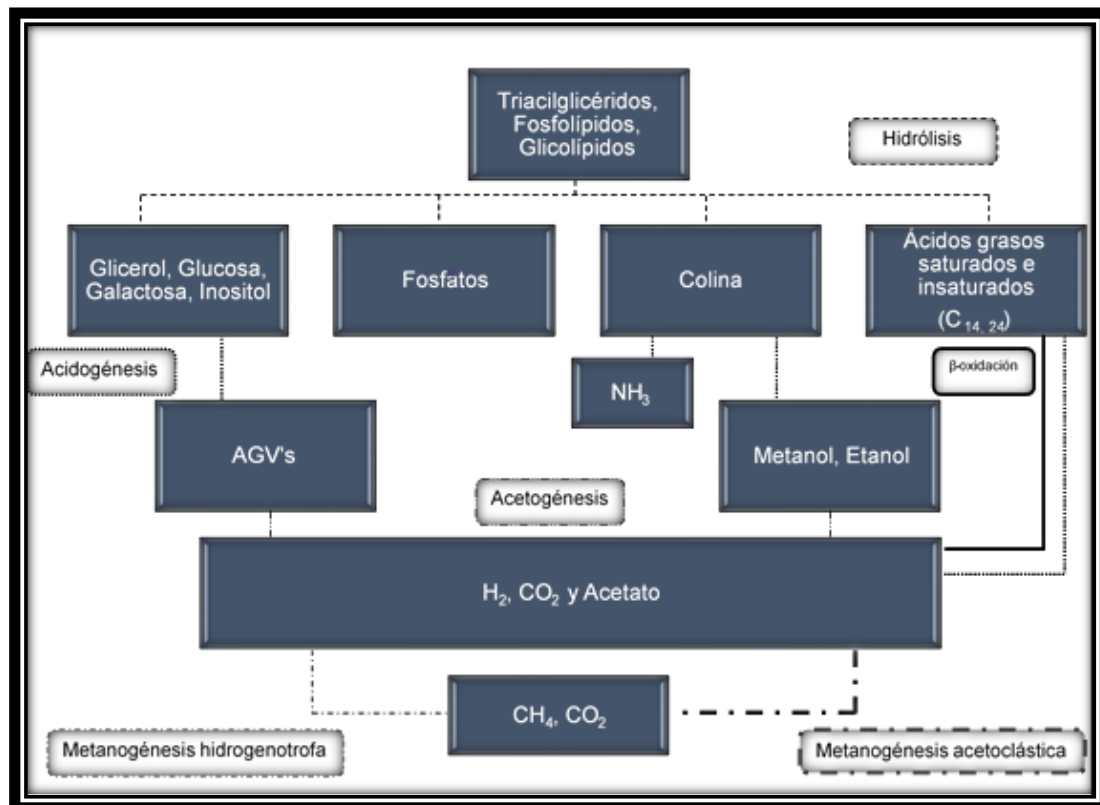 Triacilglicéridos,
Fosfolípidos,
Glicolípidos
Hidrólisis
Glicerol, Glucosa,
Galactosa, Inositol
Fosfatos
Colina
Ácidos grasos
saturados e
insaturados
(C 14, 24)
Acidogénesis
β-oxidación
NH3
AGV's
Metanol, Etanol
Acetogénesis
H2, CO2 y Acetato
CH4, CO2
Metanogénesis hidrogenotrofa
Metanogénesis acetoclástica